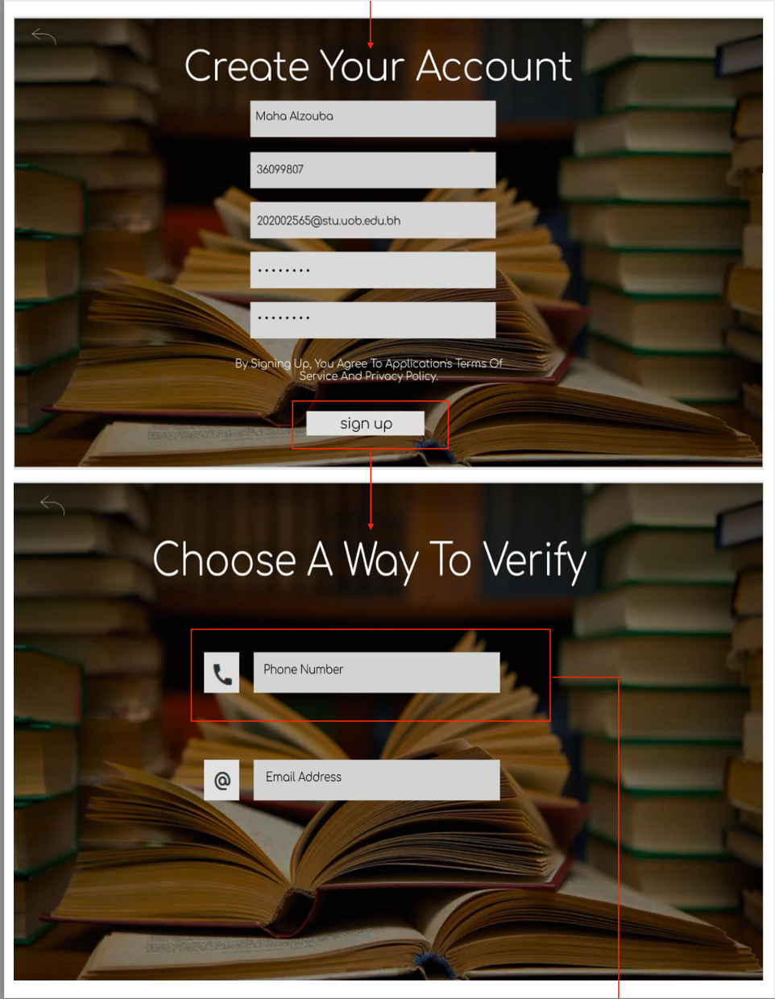 Create Your Account
Maha Alzouba
36099807
202002565@stu.uob.edu.bh
••••••••
••••••••
By Signing Up, You Agree To Application's Terms Of
Service And Privacy Policy.
sign up
Choose A Way To Verify
Phone Number
@ Email Address